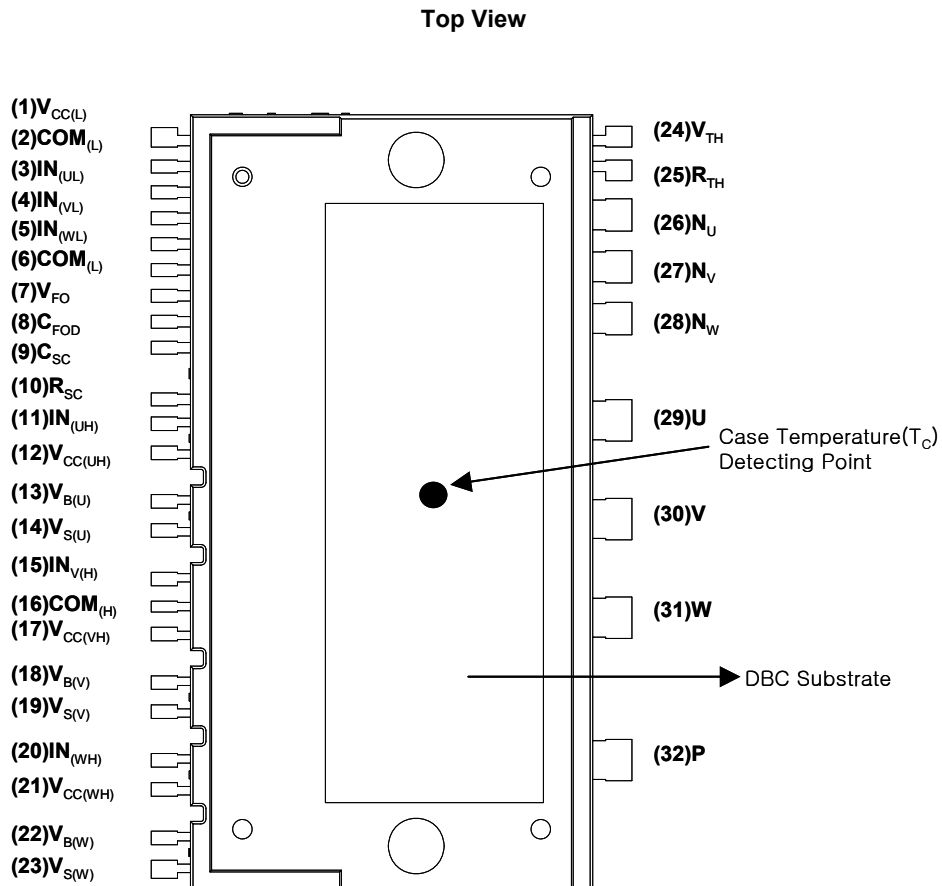 Top View
(1)VCC(L)
(2)COM(L)
(3)IN(UL)
(4)IN(VL)
(5)IN(WL)
(6)COM(L)
(7)VFO
(8)CFOD
(9)CSC
(10)RSC
(11)IN(UH)
(12)VCC(UH)
(13)VB(U)
(14)VS(U)
(15)INV(H)
(16)COM(H)
(17)VCC(VH)
(18)VB(V)
(19)VS(V)
(20)IN(WH)
(21)VCC(WH)
(22)VB(W)
(23)VS(W)
(24)VTH
(25)RTH
(26)NU
(27)NV
(28)NW
(29)U
Case Temperature(TC)
Detecting Point
(30)V
(31)W
DBC Substrate
(32)P